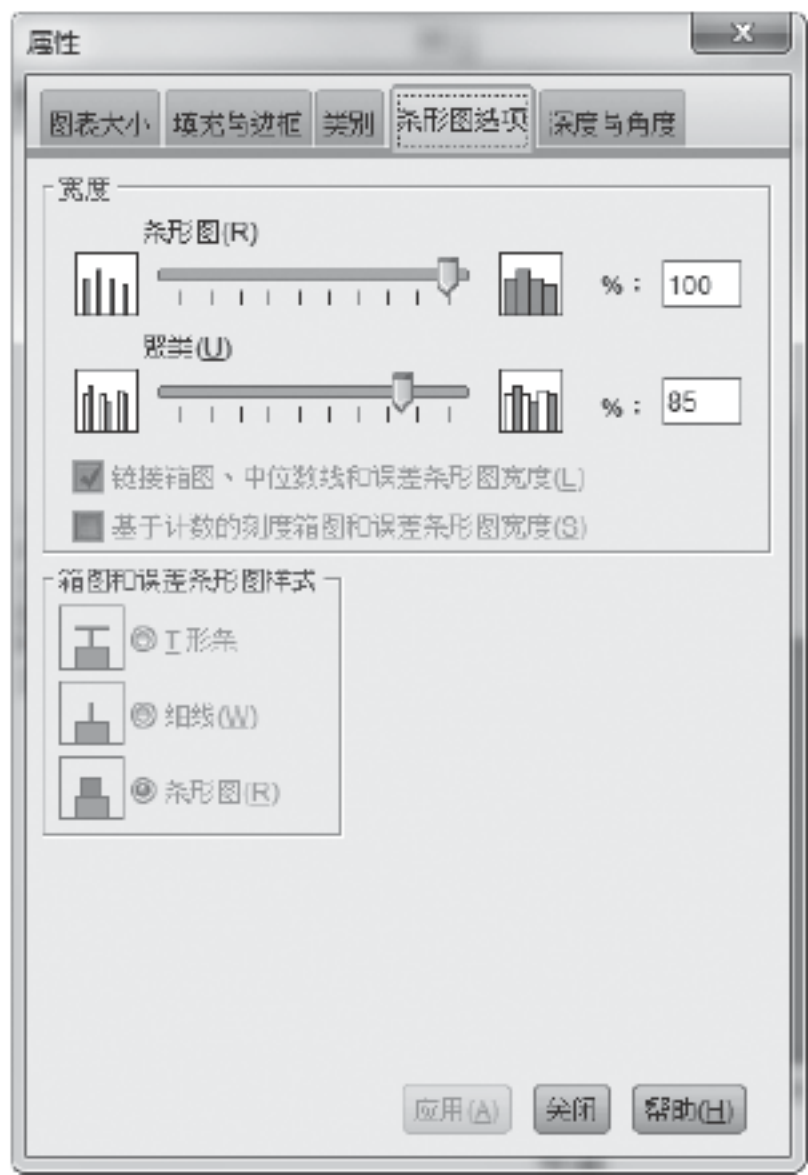 属性
图表大小 填充与边框 类别 条形图选项 深度与角度
宽度
条形图(R)
%： 100
聚类(U)
%： 85
链接箱图、中位数线和误差条形图宽度(L)
基于计数的刻度箱图和误差条形图宽度(S)
箱图和误差条形图样式
T 形条
细线(W)
条形图(R)
应用(A) 关闭 帮助(H)